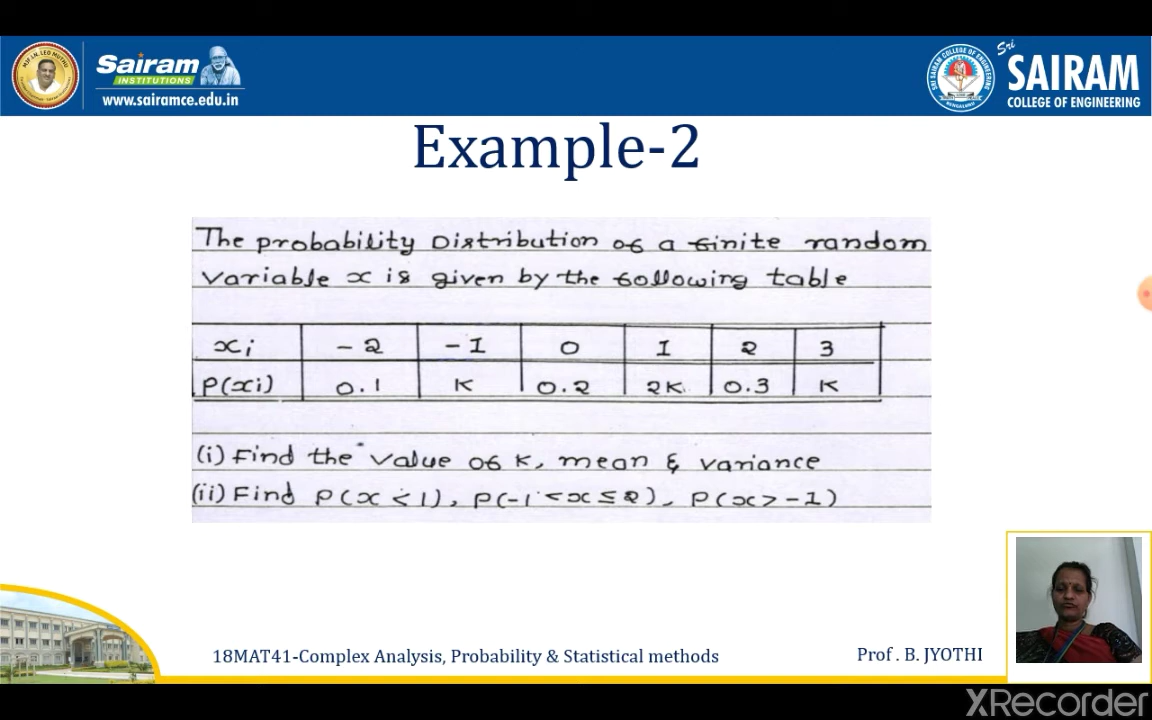 Sairam
INSTITUTIONS
www.sairamce.edu.in
Sri
SAIRAM
COLLEGE OF ENGINEERING
Example-2
The probability Distribution of a finite random
variable x is given by the following table
xi -2 -1 0 1 2 3
P(xi) 0.1 K 0.2 2K 0.3 K
(i) Find the value of K, mean & variance
(ii) Find P(x < 1), P(-1 < x ≤ 2), P(x > -1)
18MAT41-Complex Analysis, Probability & Statistical methods
Prof . B. JYOTHI
XRecorder